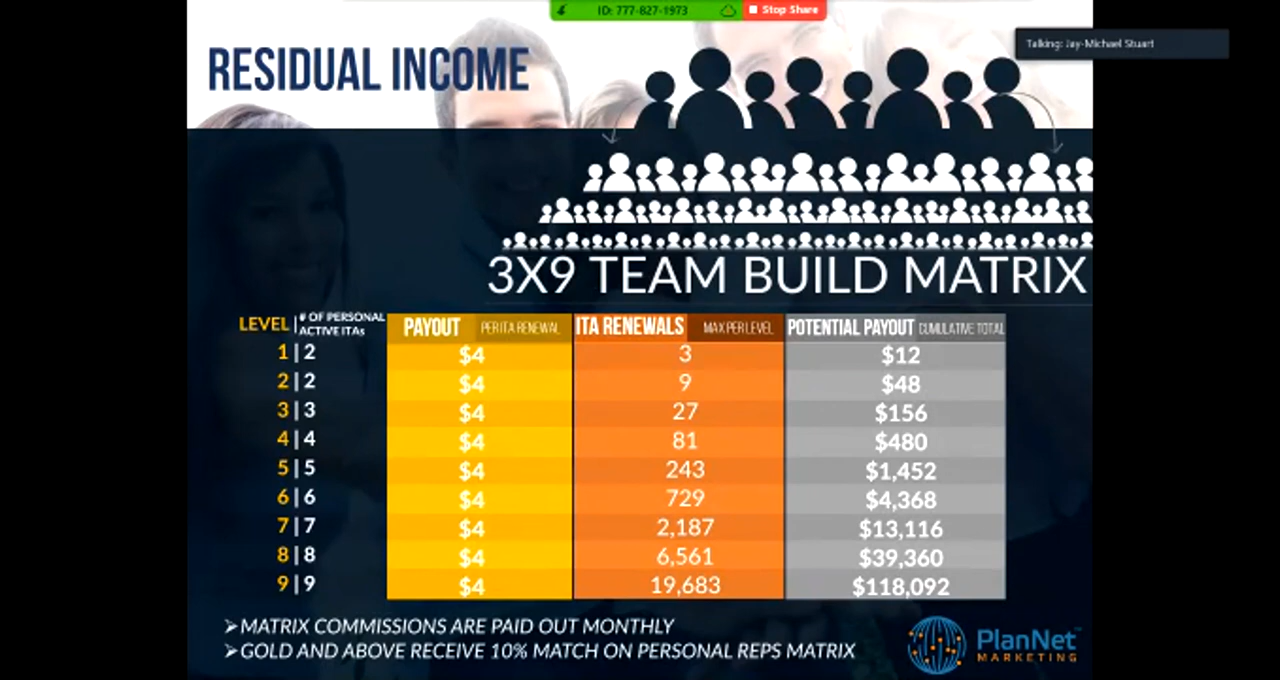 ID: 777-827-1973 Stop Share
Talking: Jay-Michael Stuart
RESIDUAL INCOME
3X9 TEAM BUILD MATRIX
LEVEL | # OF PERSONAL ACTIVE ITAs PAYOUT PER ITA RENEWAL ITA RENEWALS MAX PER LEVEL POTENTIAL PAYOUT CUMULATIVE TOTAL
1 | 2 $4 3 $12
2 | 2 $4 9 $48
3 | 3 $4 27 $156
4 | 4 $4 81 $480
5 | 5 $4 243 $1,452
6 | 6 $4 729 $4,368
7 | 7 $4 2,187 $13,116
8 | 8 $4 6,561 $39,360
9 | 9 $4 19,683 $118,092
➢MATRIX COMMISSIONS ARE PAID OUT MONTHLY
➢GOLD AND ABOVE RECEIVE 10% MATCH ON PERSONAL REPS MATRIX
PlanNet™
MARKETING